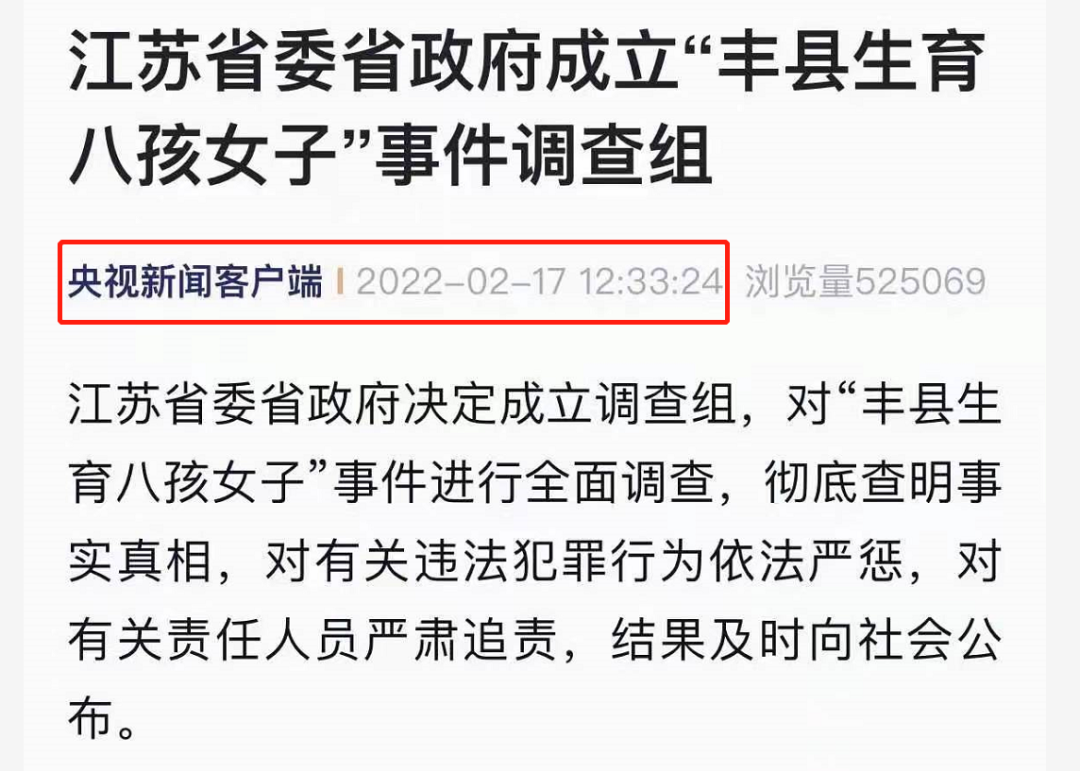 江苏省委省政府成立“丰县生育
八孩女子”事件调查组
央视新闻客户端 | 2022-02-17 12:33:24 浏览量525069
江苏省委省政府决定成立调查组，对“丰县生
育八孩女子”事件进行全面调查，彻底查明事
实真相，对有关违法犯罪行为依法严惩，对
有关责任人员严肃追责，结果及时向社会公
布。